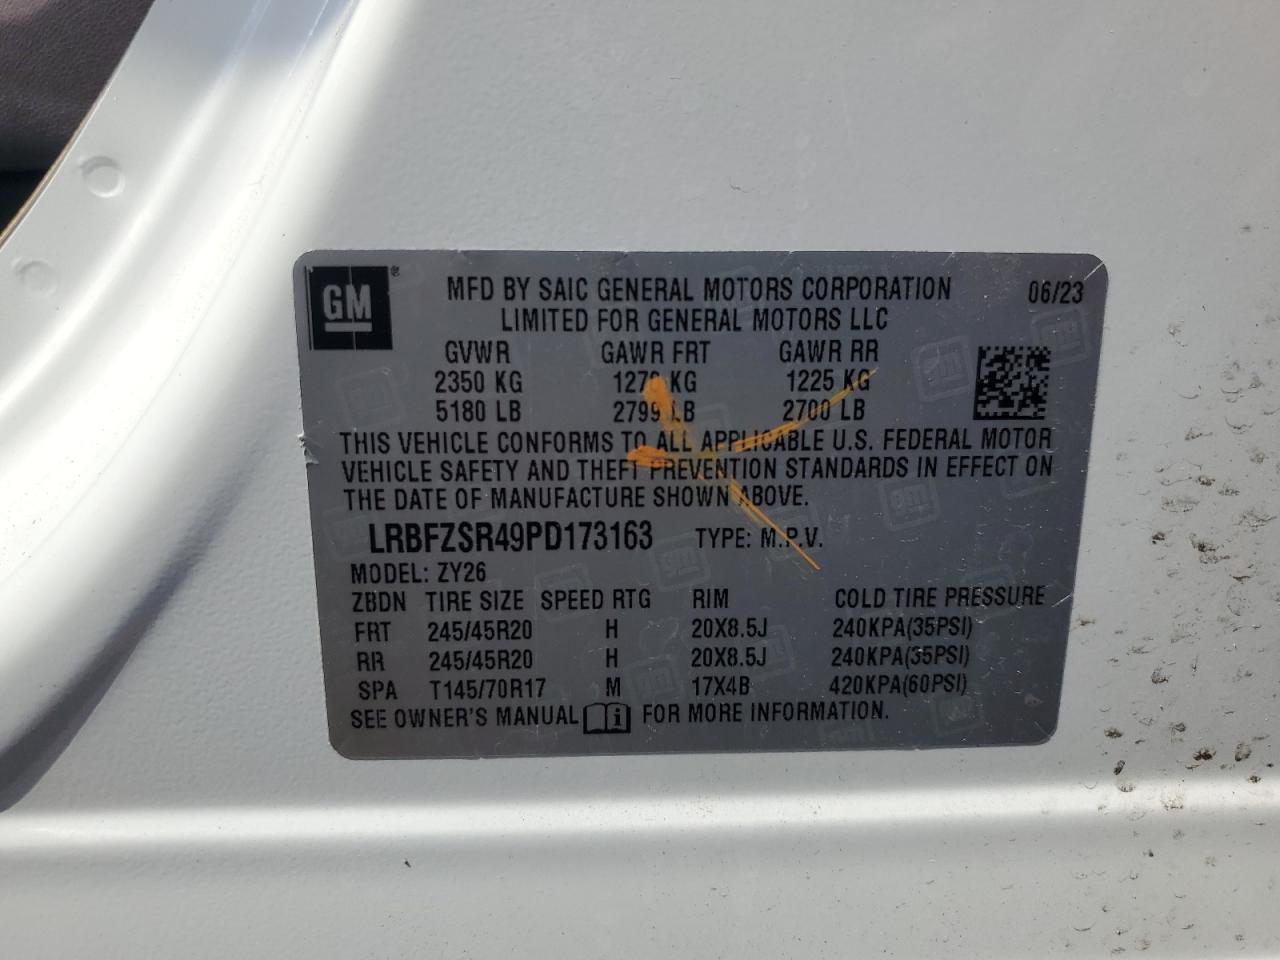 GM ®
MFD BY SAIC GENERAL MOTORS CORPORATION 06/23
LIMITED FOR GENERAL MOTORS LLC
GVWR GAWR FRT GAWR RR
2350 KG KG 1225 KG
5180 LB 2799 LB 2700 LB
THIS VEHICLE CONFORMS TO ALL APPLICABLE U.S. FEDERAL MOTOR
VEHICLE SAFETY AND THEFT PREVENTION STANDARDS IN EFFECT ON
THE DATE OF MANUFACTURE SHOWN ABOVE.
LRBFZSR49PD173163 TYPE: M.P.V.
MODEL: ZY26
ZBDN TIRE SIZE SPEED RTG RIM COLD TIRE PRESSURE
FRT 245/45R20 H 20X8.5J 240KPA(35PSI)
RR 245/45R20 H 20X8.5J 240KPA(35PSI)
SPA T145/70R17 M 17X4B 420KPA(60PSI)
SEE OWNER'S MANUAL i FOR MORE INFORMATION.